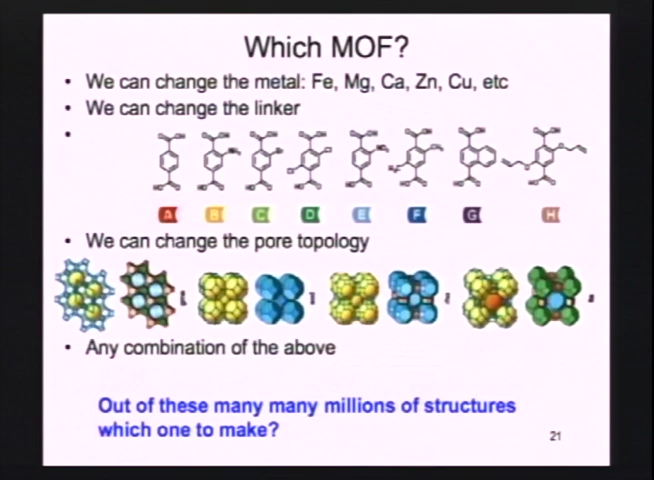 Which MOF?
• We can change the metal: Fe, Mg, Ca, Zn, Cu, etc
• We can change the linker
•
A B C D E F G H
• We can change the pore topology
• Any combination of the above
Out of these many many millions of structures
which one to make?
21